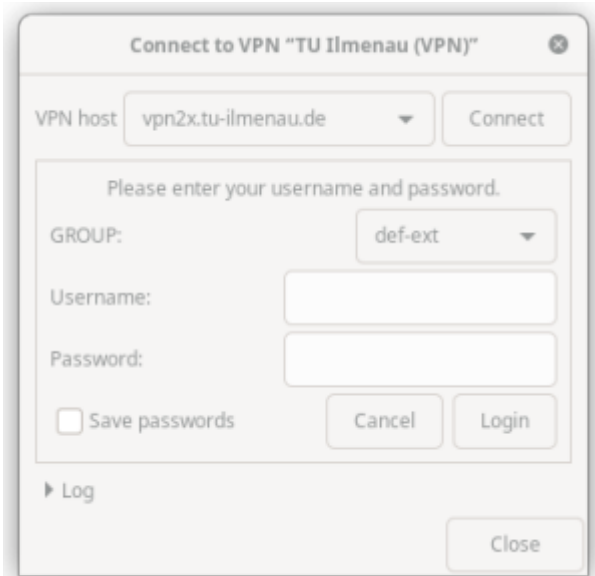 Connect to VPN “TU Ilmenau (VPN)”
VPN host vpn2x.tu-ilmenau.de Connect
Please enter your username and password.
GROUP: def-ext
Username:
Password:
Save passwords Cancel Login
Log
Close